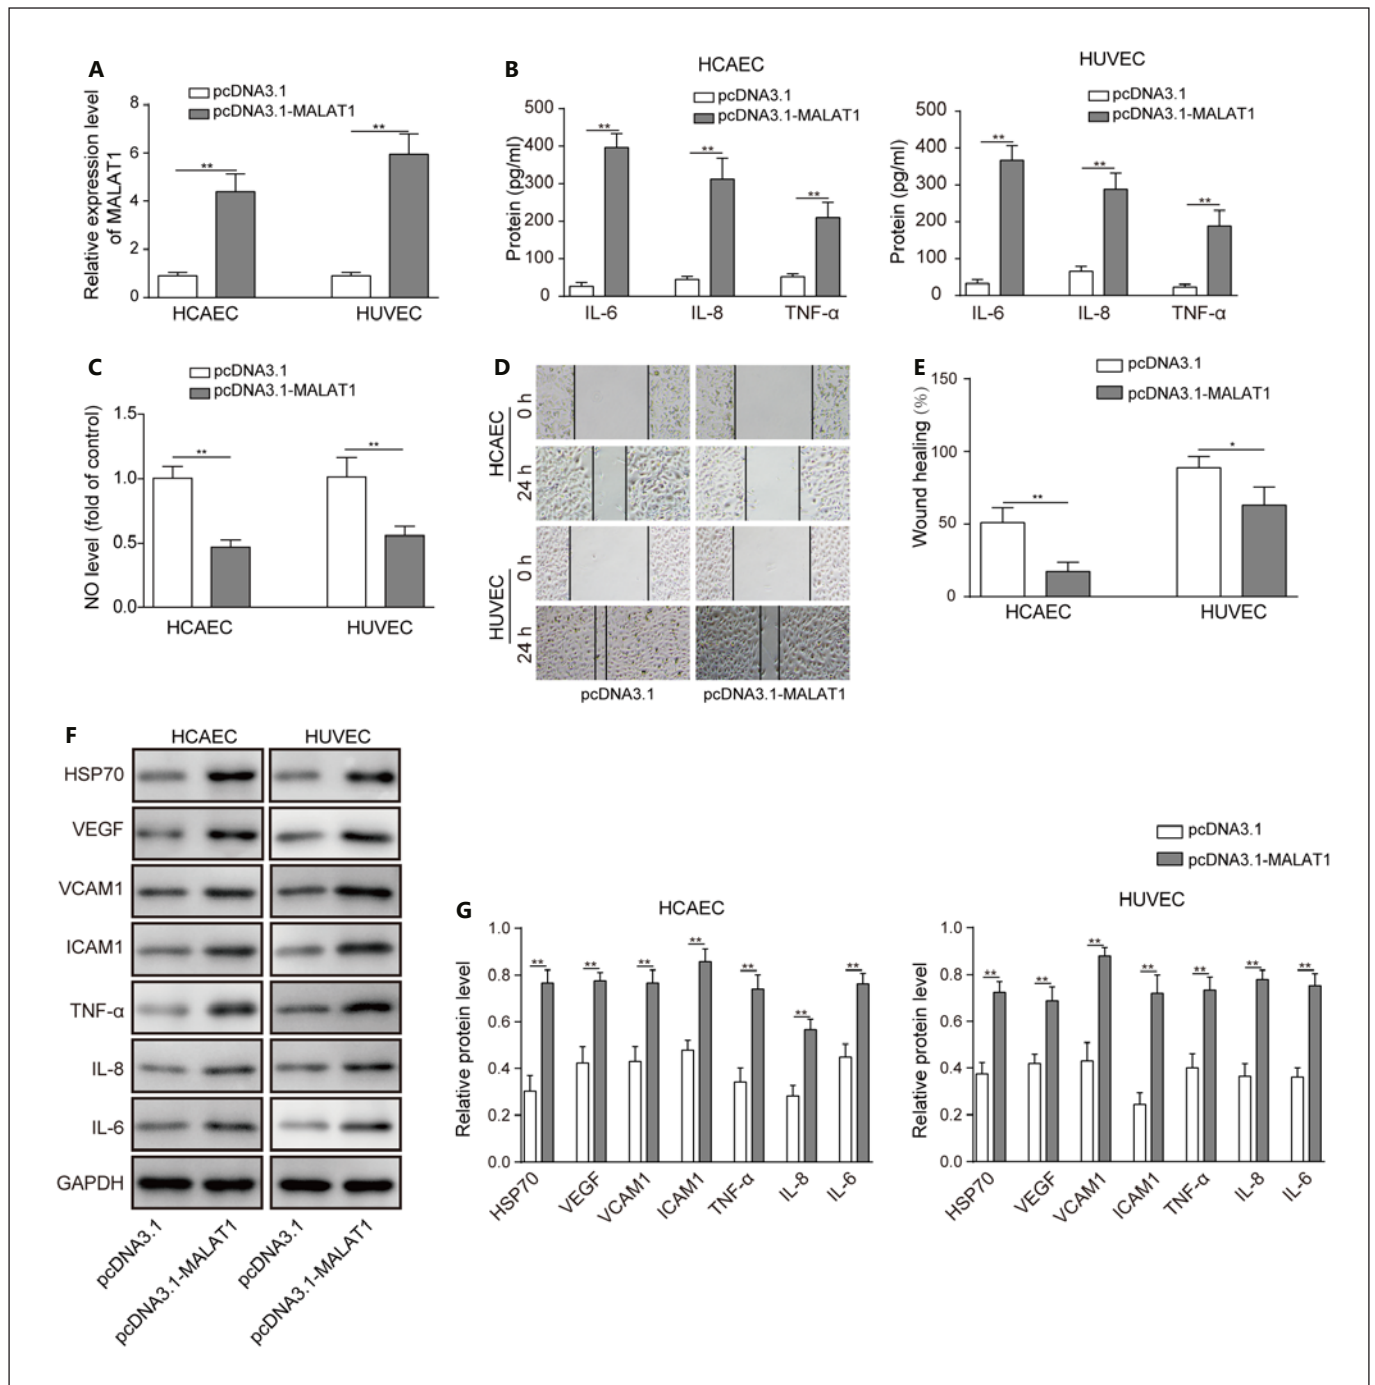 A
pcDNA3.1
pcDNA3.1-MALAT1
Relative expression level
of MALAT1
8
6
4
2
0
**
**
HCAEC
HUVEC
B
HCAEC
pcDNA3.1
pcDNA3.1-MALAT1
Protein (pg/ml)
500
400
300
200
100
0
**
**
**
IL-6
IL-8
TNF-α
HUVEC
pcDNA3.1
pcDNA3.1-MALAT1
Protein (pg/ml)
500
400
300
200
100
0
**
**
**
IL-6
IL-8
TNF-α
C
pcDNA3.1
pcDNA3.1-MALAT1
NO level (fold of control)
1.5
1.0
0.5
0.0
**
**
HCAEC
HUVEC
D
HCAEC
0 h
24 h
HUVEC
0 h
24 h
pcDNA3.1
pcDNA3.1-MALAT1
E
pcDNA3.1
pcDNA3.1-MALAT1
Wound healing (%)
150
100
50
0
**
*
HCAEC
HUVEC
F
HCAEC
HUVEC
HSP70
VEGF
VCAM1
ICAM1
TNF-α
IL-8
IL-6
GAPDH
pcDNA3.1
pcDNA3.1-MALAT1
pcDNA3.1
pcDNA3.1-MALAT1
pcDNA3.1
pcDNA3.1-MALAT1
G
HCAEC
Relative protein level
1.0
0.8
0.6
0.4
0.2
0.0
**
**
**
**
**
**
**
HSP70
VEGF
VCAM1
ICAM1
TNF-α
IL-8
IL-6
HUVEC
Relative protein level
1.0
0.8
0.6
0.4
0.2
0.0
**
**
**
**
**
**
**
HSP70
VEGF
VCAM1
ICAM1
TNF-α
IL-8
IL-6